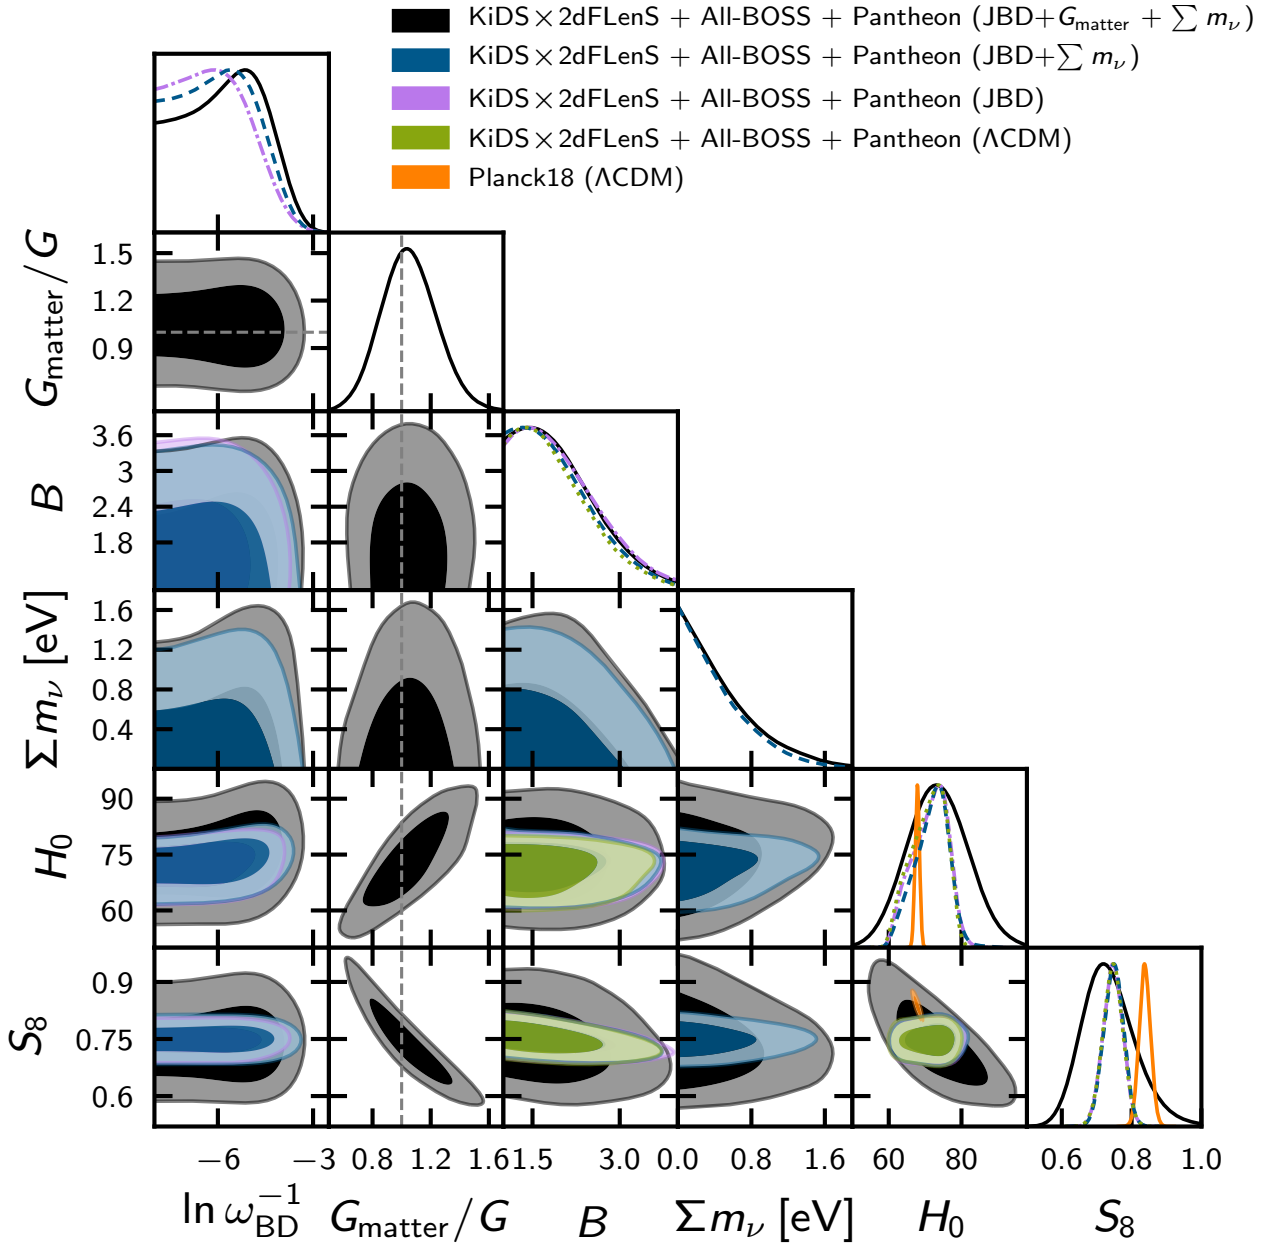 KiDS×2dFLenS + All-BOSS + Pantheon (JBD+G_matter + ∑ m_ν)
KiDS×2dFLenS + All-BOSS + Pantheon (JBD+∑ m_ν)
KiDS×2dFLenS + All-BOSS + Pantheon (JBD)
KiDS×2dFLenS + All-BOSS + Pantheon (ΛCDM)
Planck18 (ΛCDM)
G_matter/G
1.5
1.2
0.9
B
3.6
3
2.4
1.8
Σm_ν [eV]
1.6
1.2
0.8
0.4
H_0
90
75
60
S_8
0.9
0.75
0.6
−6 −3 0.8 1.2 1.6 1.5 3.0 0.0 0.8 1.6 60 80 0.6 0.8 1.0
ln ω_BD^−1 G_matter/G B Σm_ν [eV] H_0 S_8